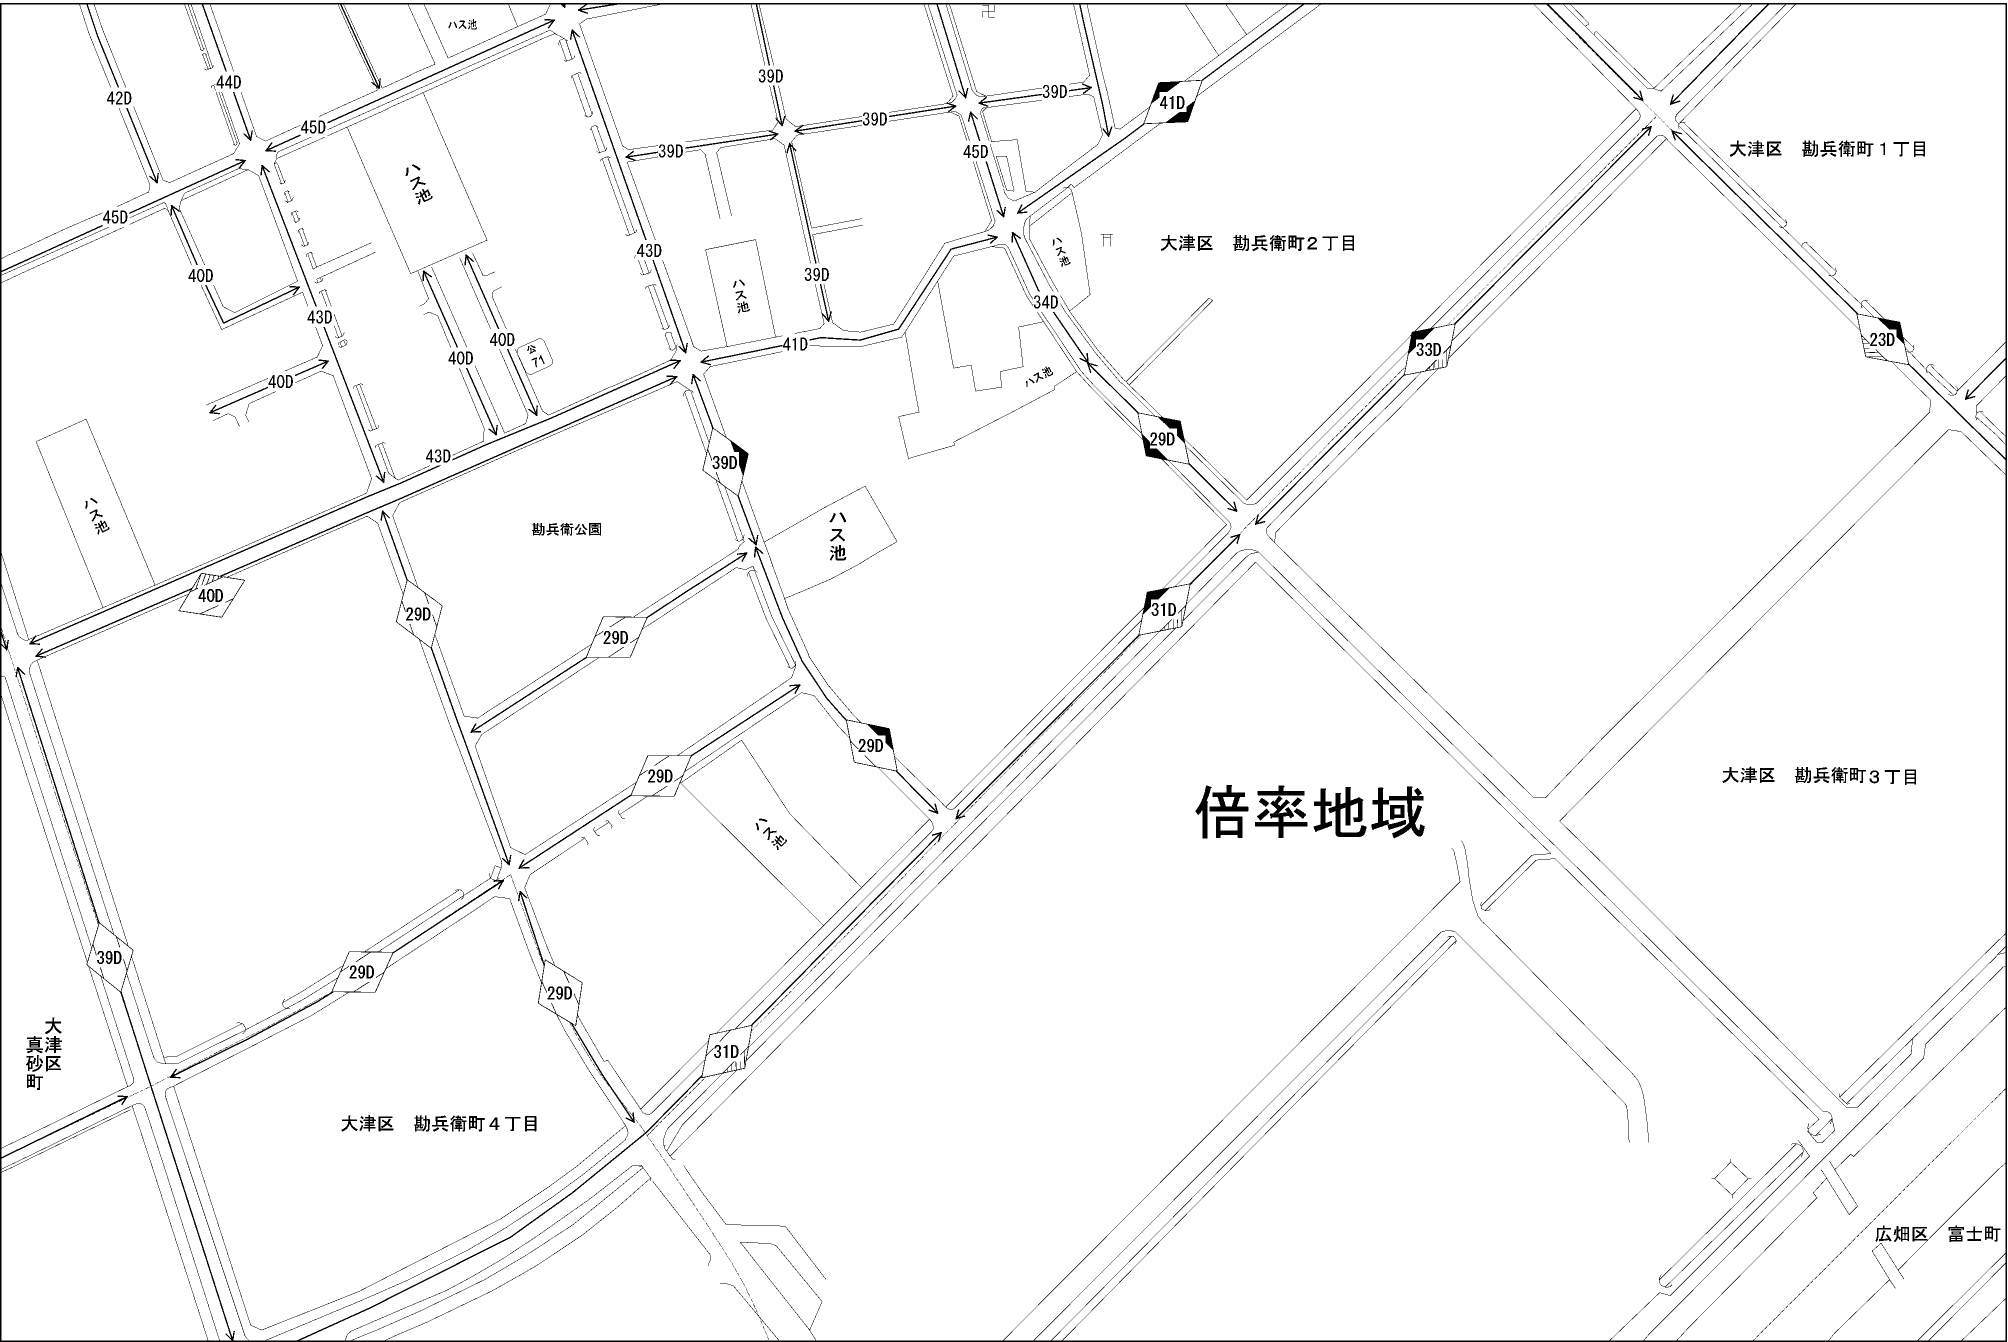 ハス池
卍
44D
39D
42D
39D
41D
45D
39D
39D
45D
大津区　勘兵衛町１丁目
ハス池
45D
大津区　勘兵衛町２丁目
43D
ハス池
40D
39D
ハス池
34D
43D
40D
40D
公
71
41D
23D
33D
ハス池
40D
29D
43D
39D
ハス池
勘兵衛公園
ハス池
40D
29D
31D
29D
29D
29D
大津区　勘兵衛町３丁目
倍率地域
ハス池
39D
29D
29D
大津区
真砂町
31D
大津区　勘兵衛町４丁目
広畑区　富士町